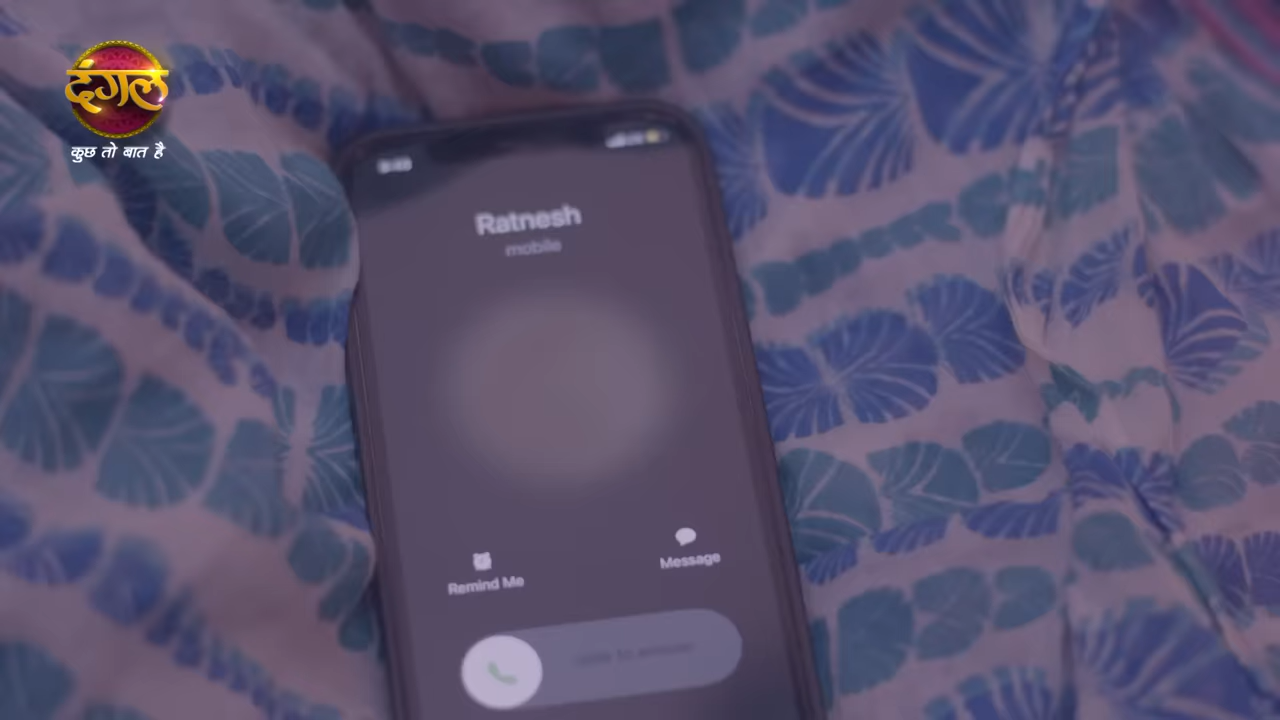 दंगल
कुछ तो बात है
Ratnesh
mobile
Remind Me
Message